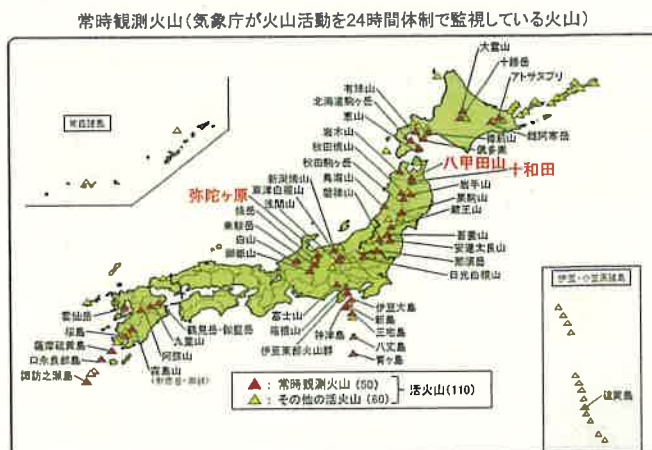 常時観測火山(気象庁が火山活動を24時間体制で監視している火山)
大雪山
十勝岳
アトサヌプリ
有珠山
北海道駒ヶ岳
恵山
岩木山
秋田焼山
秋田駒ヶ岳
鳥海山
磐梯山
雌阿寒岳
樽前山
倶多楽
八甲田山
十和田
岩手山
栗駒山
蔵王山
吾妻山
安達太良山
那須岳
日光白根山
新潟焼山
草津白根山
浅間山
弥陀ヶ原
焼岳
乗鞍岳
白山
御嶽山
富士山
箱根山
伊豆東部火山群
伊豆大島
新島
神津島
三宅島
八丈島
青ヶ島
雲仙岳
桜島
薩摩硫黄島
口永良部島
諏訪之瀬島
鶴見岳・伽藍岳
九重山
阿蘇山
霧島山
伊豆・小笠原諸島
硫黄島
:常時観測火山(50)
:その他の活火山(60)
活火山(110)